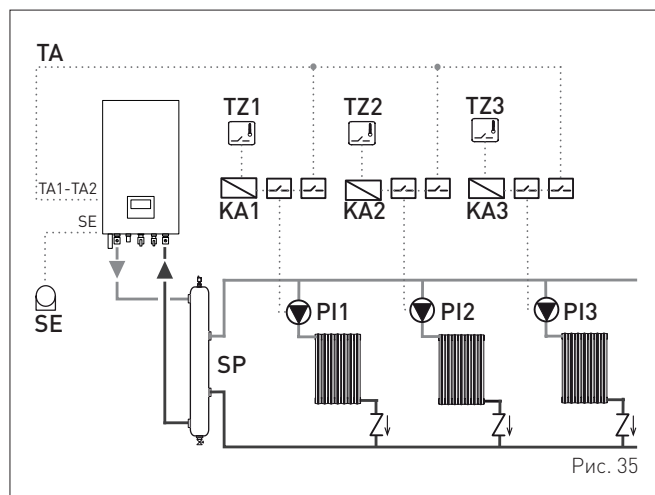 TA
TZ1
TZ2
TZ3
TA1-TA2
KA1
KA2
KA3
SE
SE
PI1
PI2
PI3
SP
Рис. 35